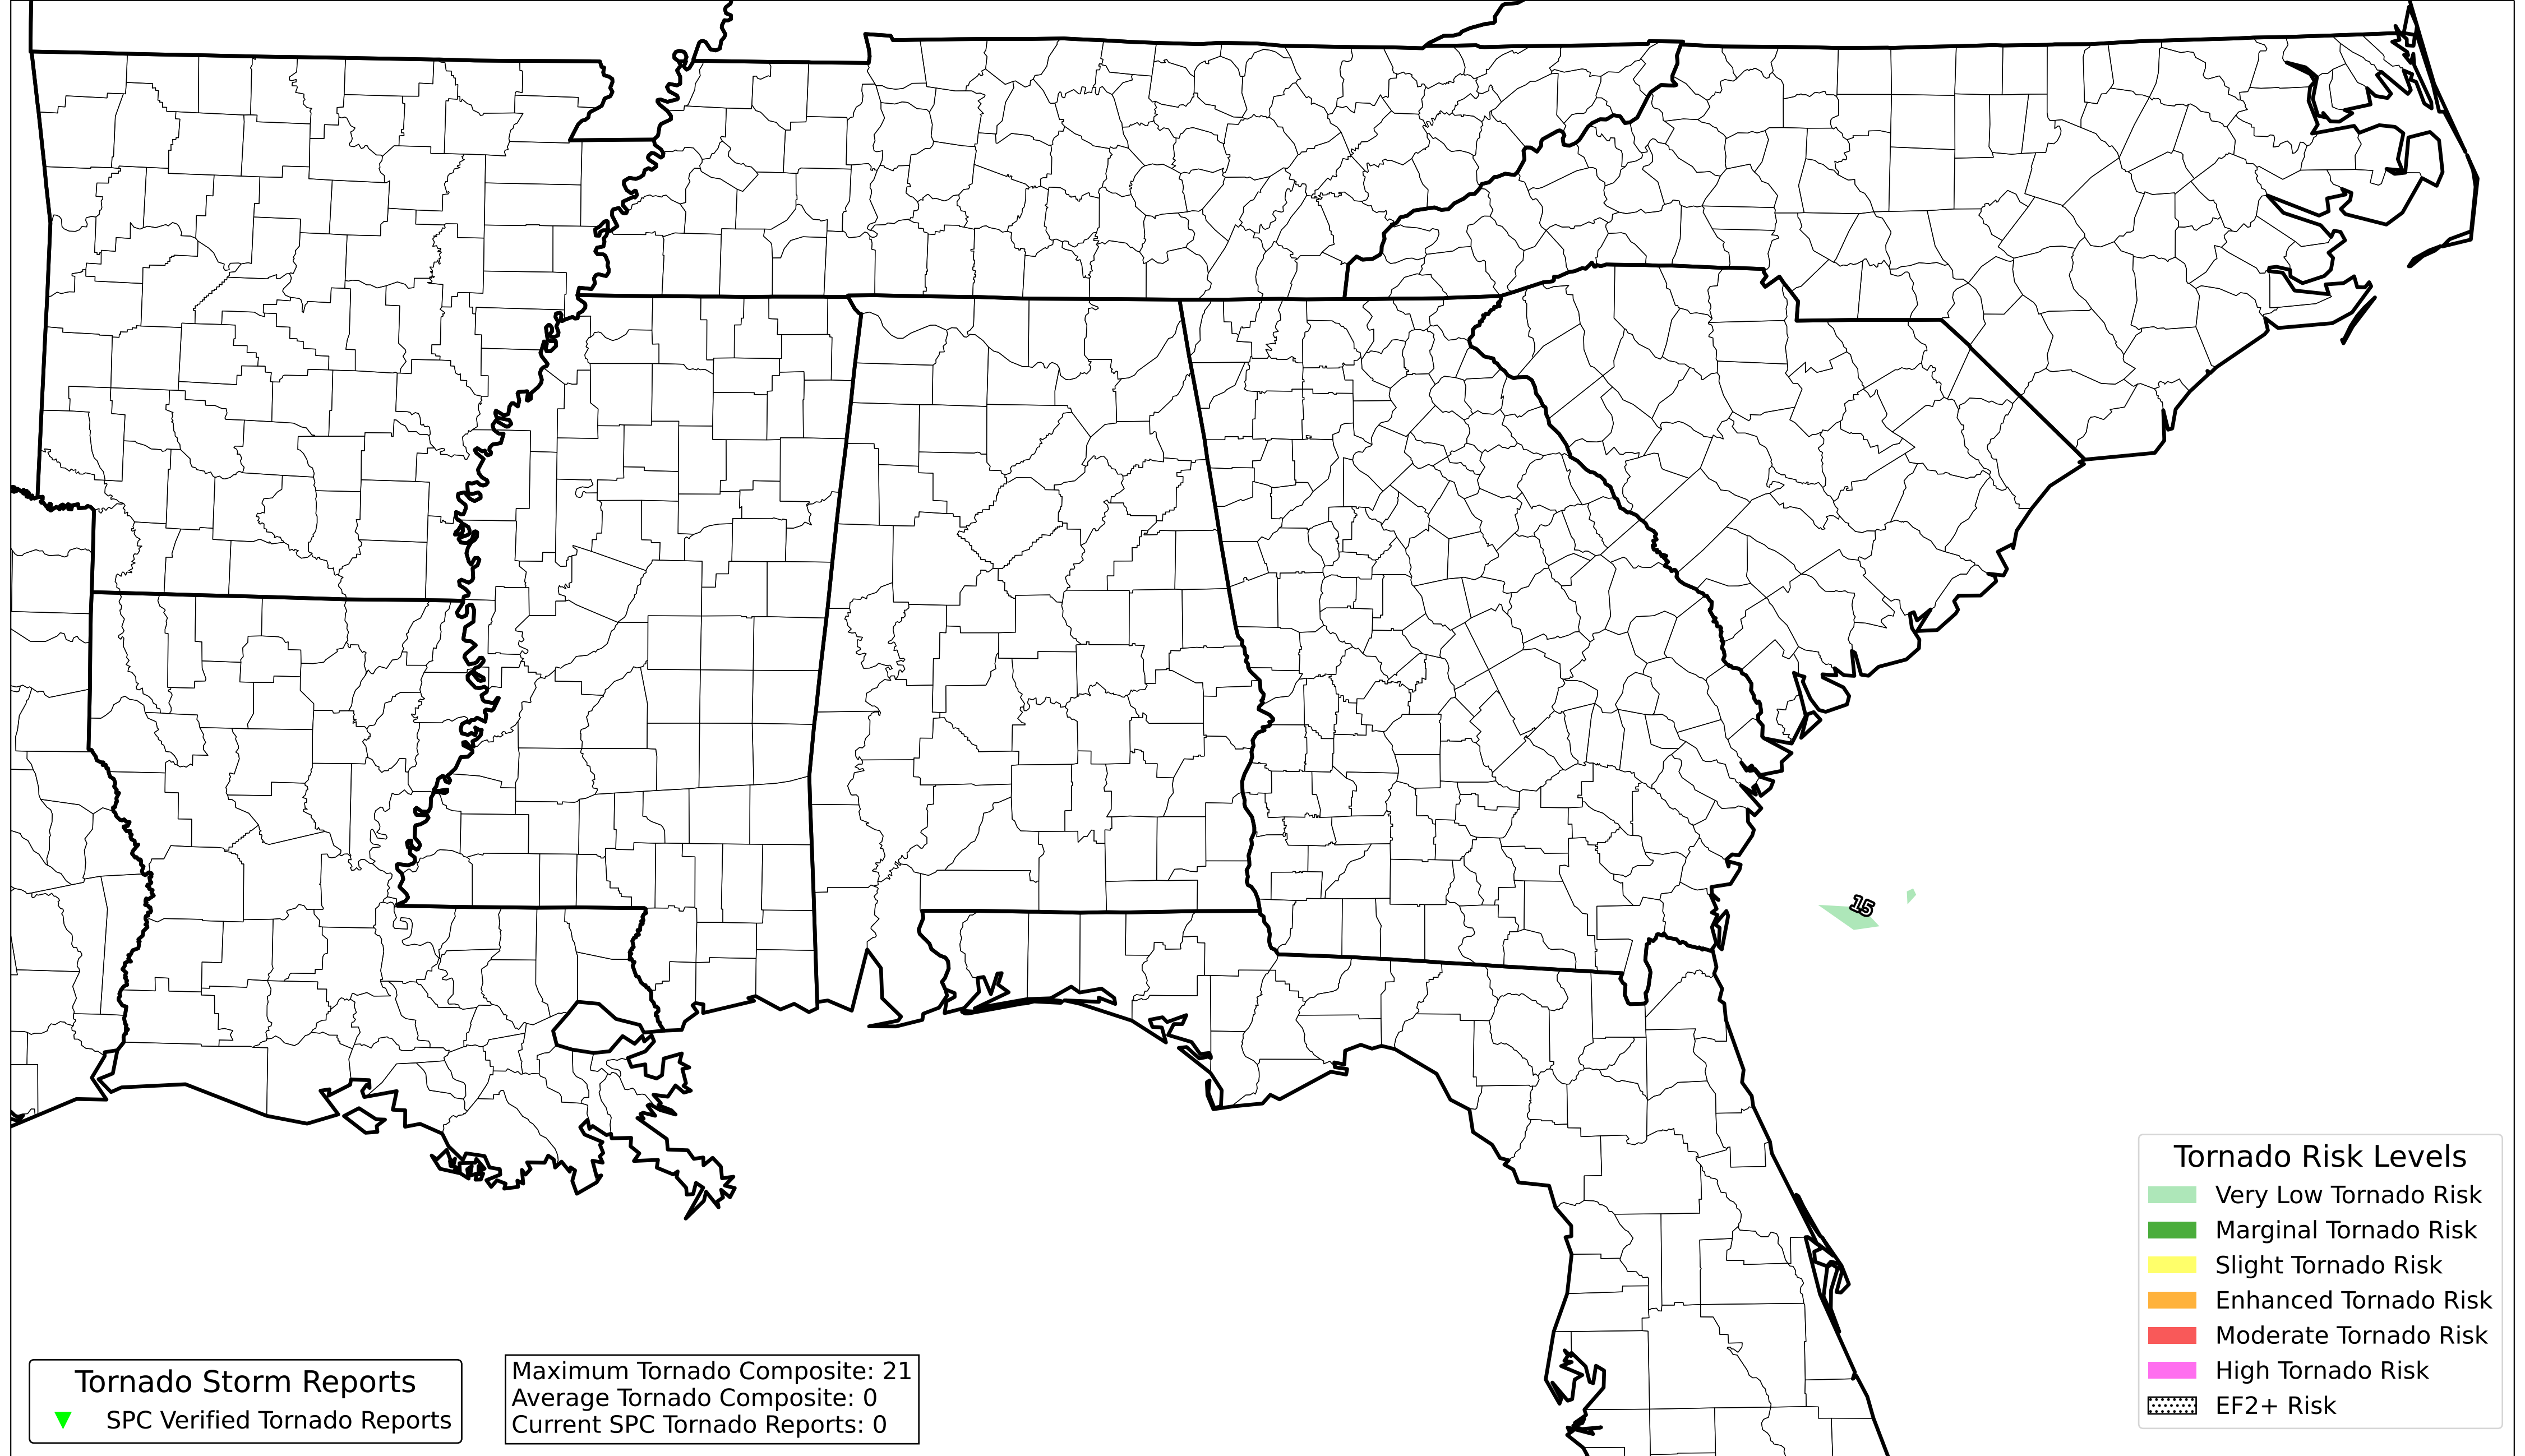 15
Tornado Risk Levels
Very Low Tornado Risk
Marginal Tornado Risk
Slight Tornado Risk
Enhanced Tornado Risk
Moderate Tornado Risk
High Tornado Risk
EF2+ Risk
Tornado Storm Reports
SPC Verified Tornado Reports
Maximum Tornado Composite: 21
Average Tornado Composite: 0
Current SPC Tornado Reports: 0